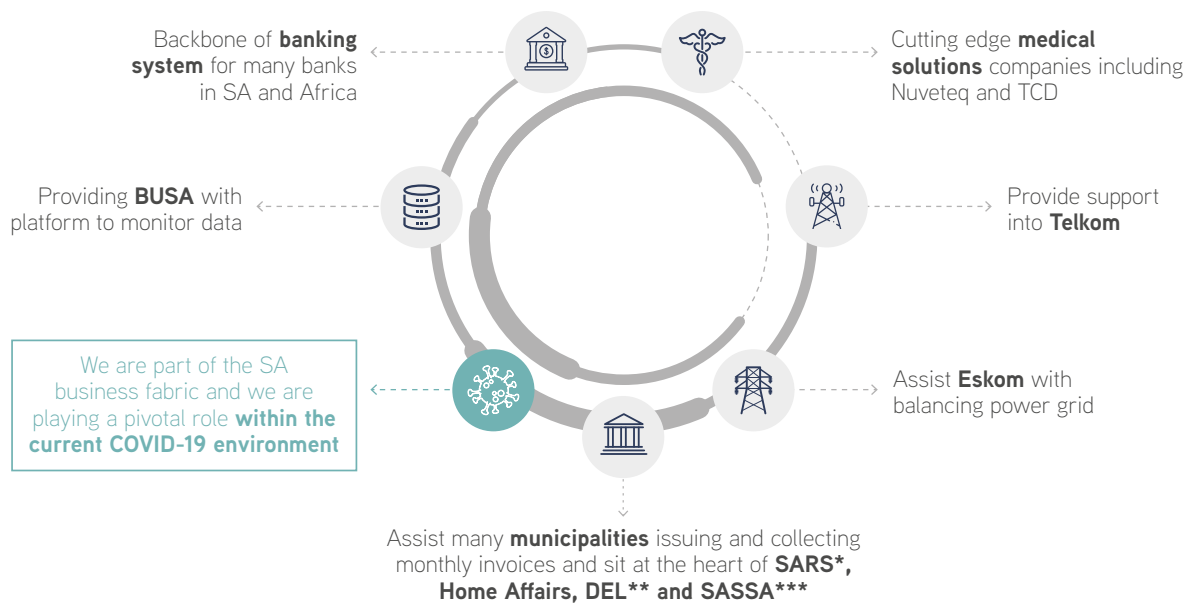 Backbone of banking
system for many banks
in SA and Africa
Cutting edge medical
solutions companies including
Nuveteq and TCD
Providing BUSA with
platform to monitor data
Provide support
into Telkom
We are part of the SA
business fabric and we are
playing a pivotal role within the
current COVID-19 environment
Assist Eskom with
balancing power grid
Assist many municipalities issuing and collecting
monthly invoices and sit at the heart of SARS*,
Home Affairs, DEL** and SASSA***